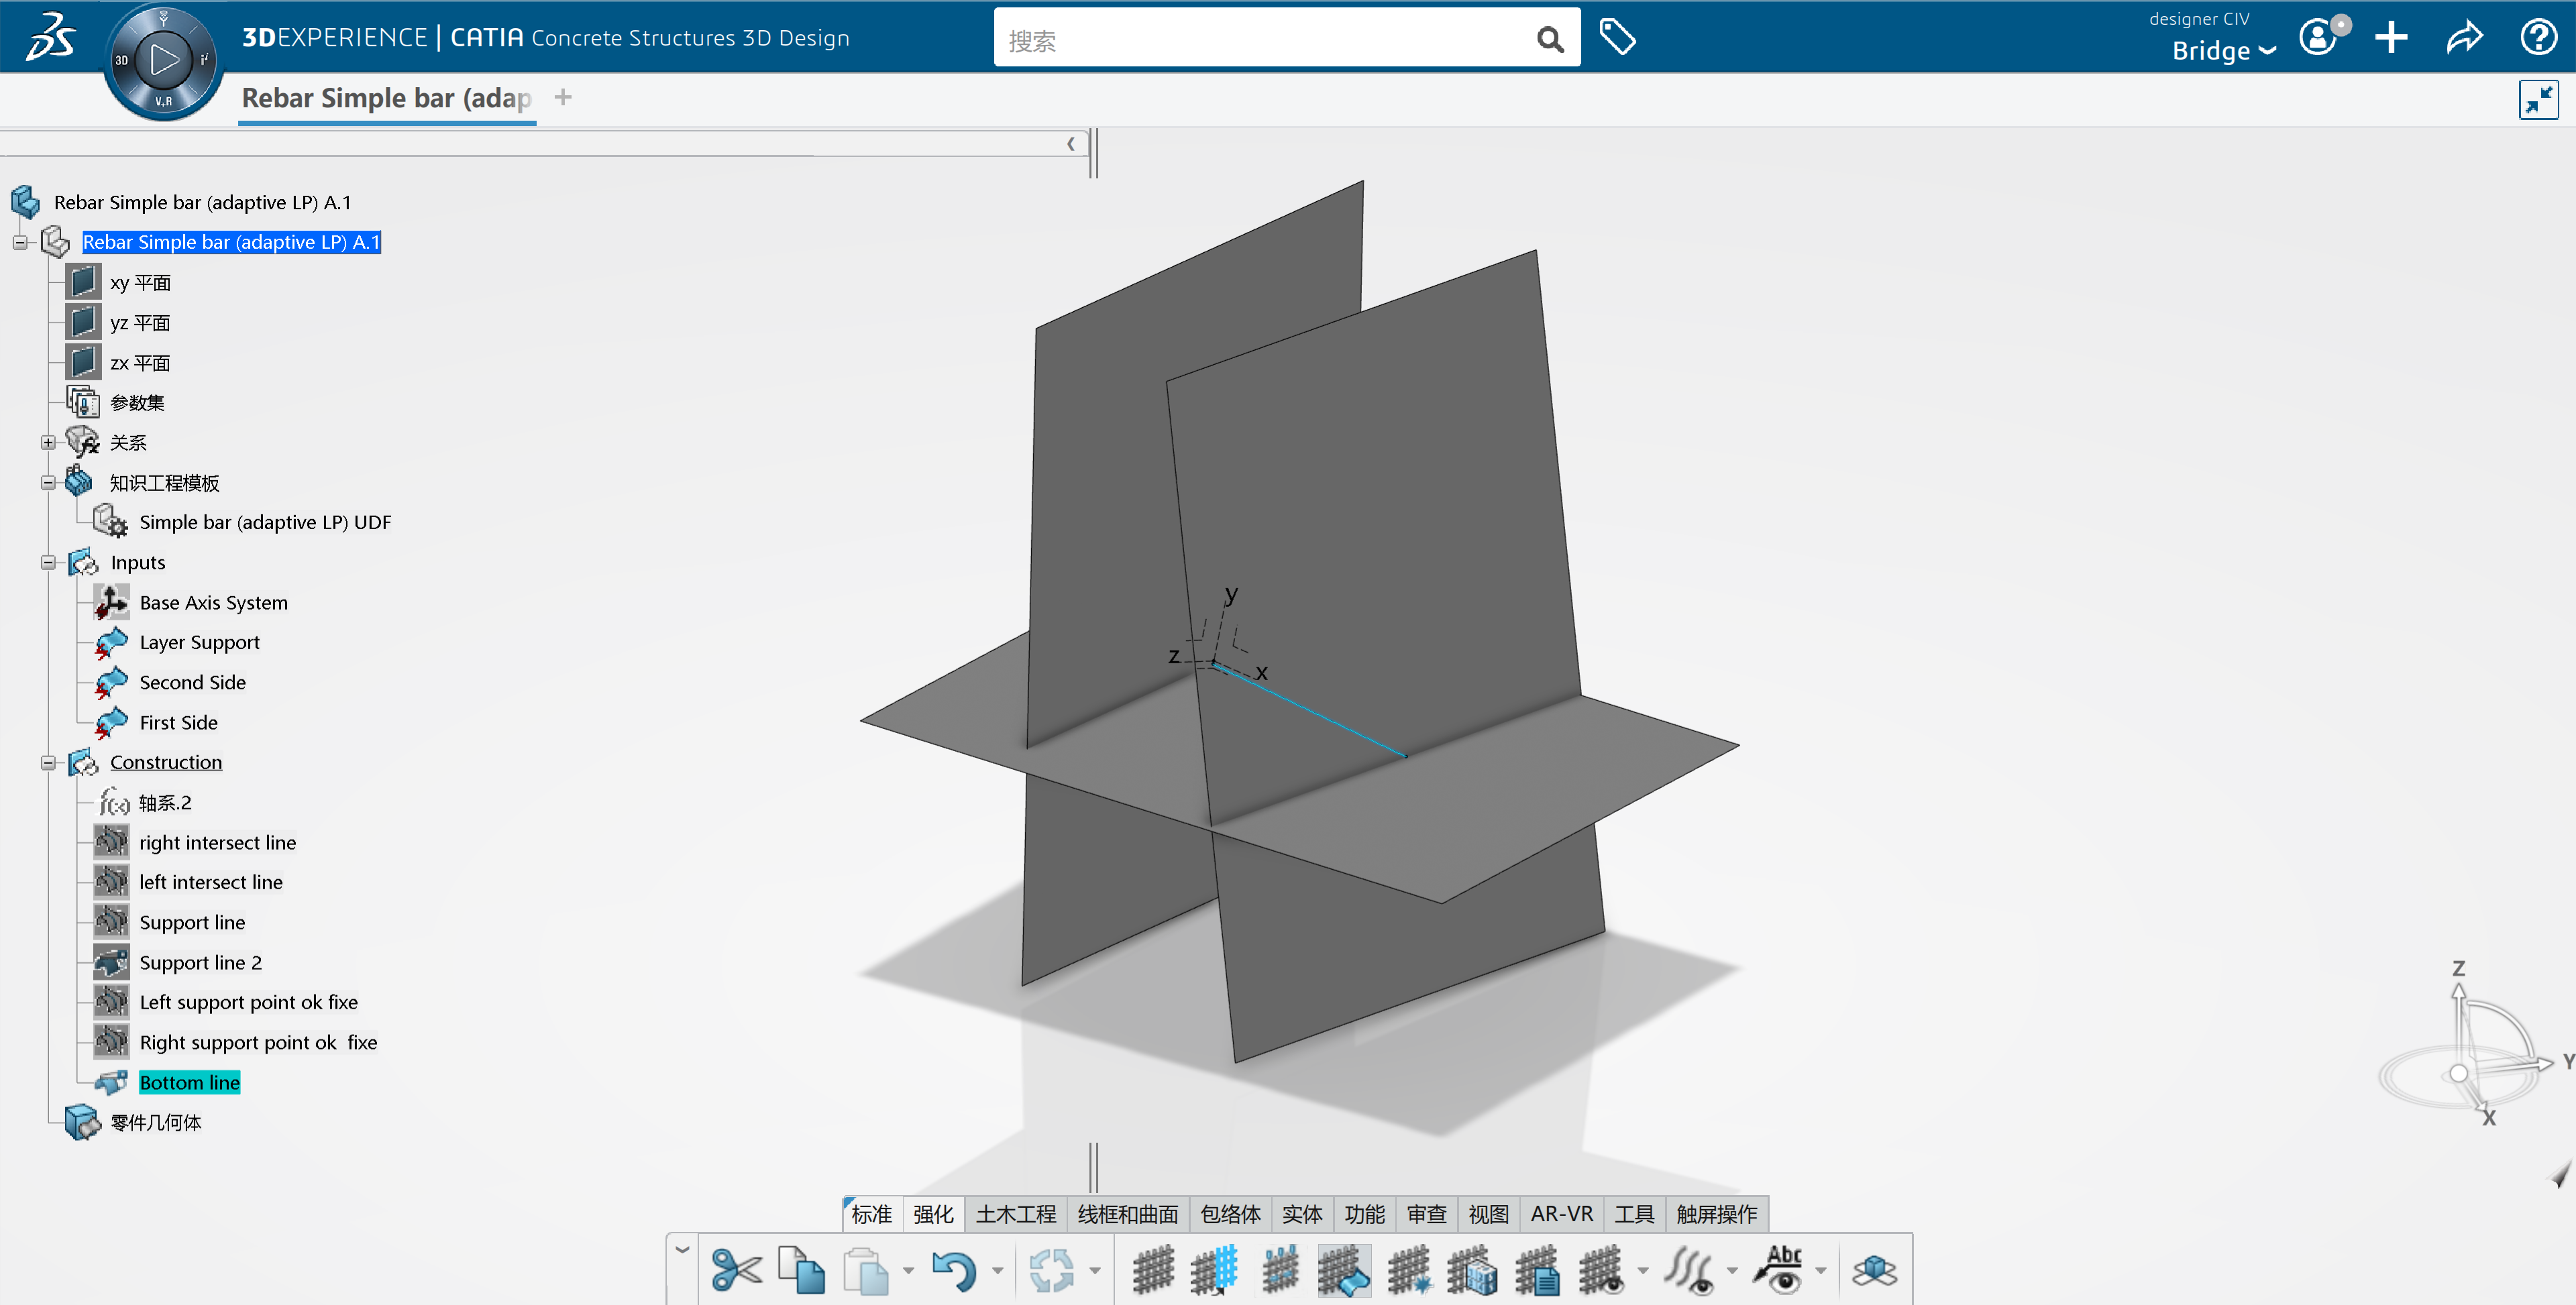 3DEXPERIENCE | CATIA Concrete Structures 3D Design
搜索
designer CIV
Bridge
3D
V,R
Rebar Simple bar (adap
Rebar Simple bar (adaptive LP) A.1
Rebar Simple bar (adaptive LP) A.1
xy 平面
yz 平面
zx 平面
参数集
关系
知识工程模板
Simple bar (adaptive LP) UDF
Inputs
Base Axis System
Layer Support
Second Side
First Side
Construction
轴系.2
right intersect line
left intersect line
Support line
Support line 2
Left support point ok fixe
Right support point ok  fixe
Bottom line
零件几何体
y
z
x
Z
Y
X
标准 强化 土木工程 线框和曲面 包络体 实体 功能 审查 视图 AR-VR 工具 触屏操作
Abc